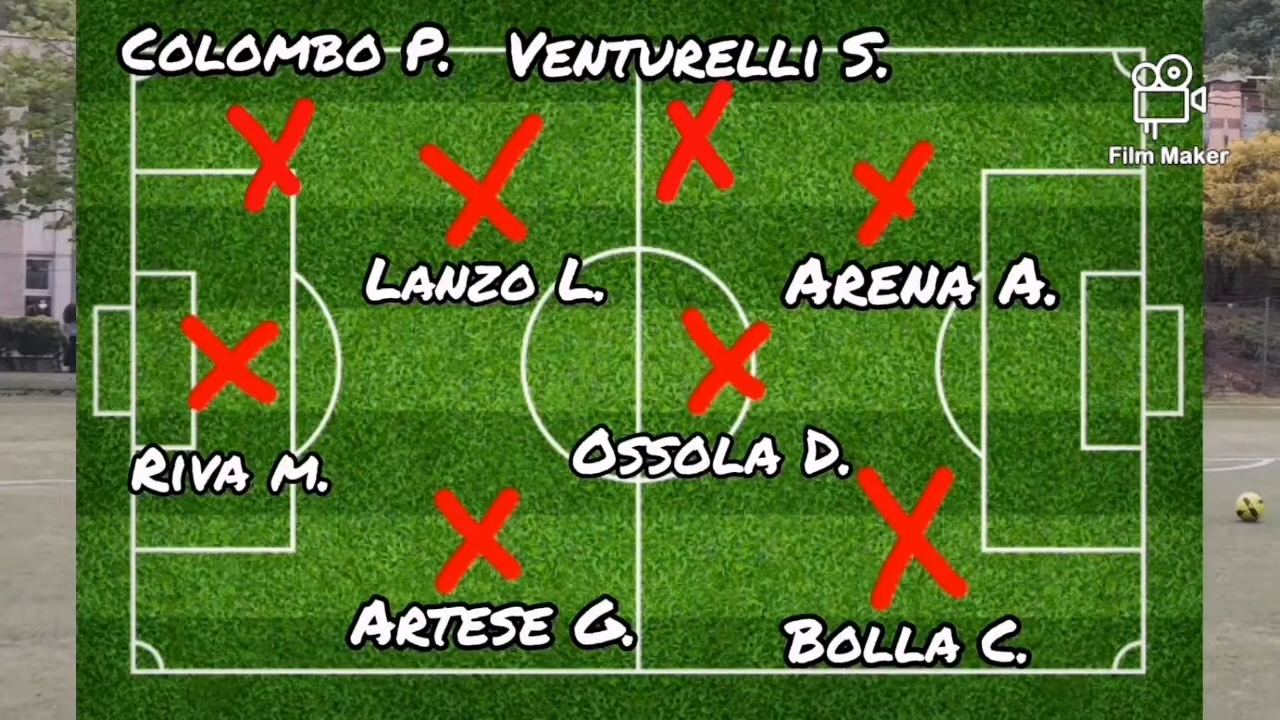 Colombo P.
Venturelli S.
Film Maker
Lanzo L.
Arena A.
Riva M.
Ossola D.
Artese G.
Bolla C.